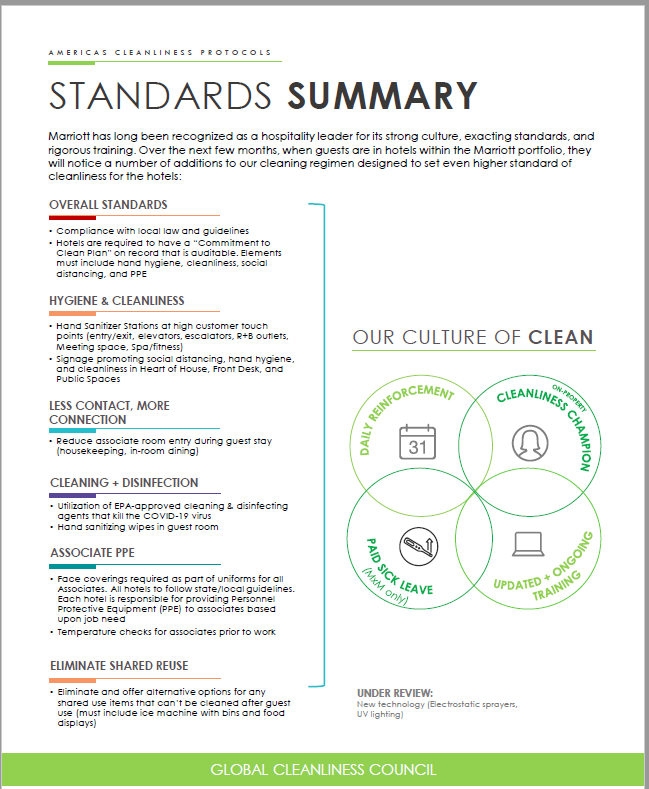 AMERICAS CLEANLINESS PROTOCOLS
STANDARDS SUMMARY
Marriott has long been recognized as a hospitality leader for its strong culture, exacting standards, and
rigorous training. Over the next few months, when guests are in hotels within the Marriott portfolio, they
will notice a number of additions to our cleaning regimen designed to set even higher standard of
cleanliness for the hotels:
OVERALL STANDARDS
• Compliance with local law and guidelines
• Hotels are required to have a “Commitment to
Clean Plan” on record that is auditable. Elements
must include hand hygiene, cleanliness, social
distancing, and PPE
HYGIENE & CLEANLINESS
• Hand Sanitizer Stations at high customer touch
points (entry/exit, elevators, escalators, R+B outlets,
Meeting space, Spa/fitness)
• Signage promoting social distancing, hand hygiene,
and cleanliness in Heart of House, Front Desk, and
Public Spaces
LESS CONTACT, MORE
CONNECTION
• Reduce associate room entry during guest stay
(housekeeping, in-room dining)
CLEANING + DISINFECTION
• Utilization of EPA-approved cleaning & disinfecting
agents that kill the COVID-19 virus
• Hand sanitizing wipes in guest room
ASSOCIATE PPE
• Face coverings required as part of uniforms for all
Associates. All hotels to follow state/local guidelines.
Each hotel is responsible for providing Personnel
Protective Equipment (PPE) to associates based
upon job need
• Temperature checks for associates prior to work
ELIMINATE SHARED REUSE
• Eliminate and offer alternative options for any
shared use items that can’t be cleaned after guest
use (must include ice machine with bins and food
displays)
OUR CULTURE OF CLEAN
DAILY REINFORCEMENT
31
ON-PROPERTY
CLEANLINESS CHAMPION
PAID SICK LEAVE
(MxM only)
UPDATED + ONGOING
TRAINING
UNDER REVIEW:
New technology (Electrostatic sprayers,
UV lighting)
GLOBAL CLEANLINESS COUNCIL